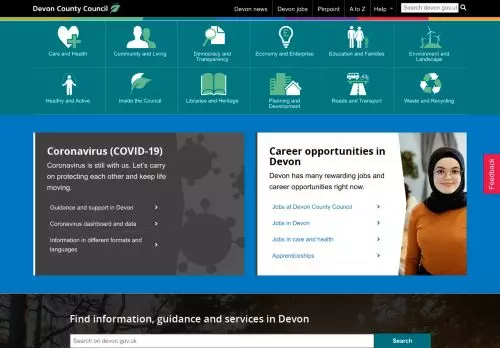 Devon County Council
Devon news
Devon jobs
Pinpoint
A to Z
Help
Search devon.gov.uk
Care and Health
Community and Living
Democracy and
Transparency
Economy and Enterprise
Education and Families
Environment and
Landscape
Healthy and Active
Inside the Council
Libraries and Heritage
Planning and
Development
Roads and Transport
Waste and Recycling
Coronavirus (COVID-19)
Coronavirus is still with us. Let's carry
on protecting each other and keep life
moving.
Guidance and support in Devon
Coronavirus dashboard and data
Information in different formats and
languages
Career opportunities in
Devon
Devon has many rewarding jobs and
career opportunities right now.
Jobs at Devon County Council
Jobs in Devon
Jobs in care and health
Apprenticeships
Feedback
Find information, guidance and services in Devon
Search on devon.gov.uk
Search